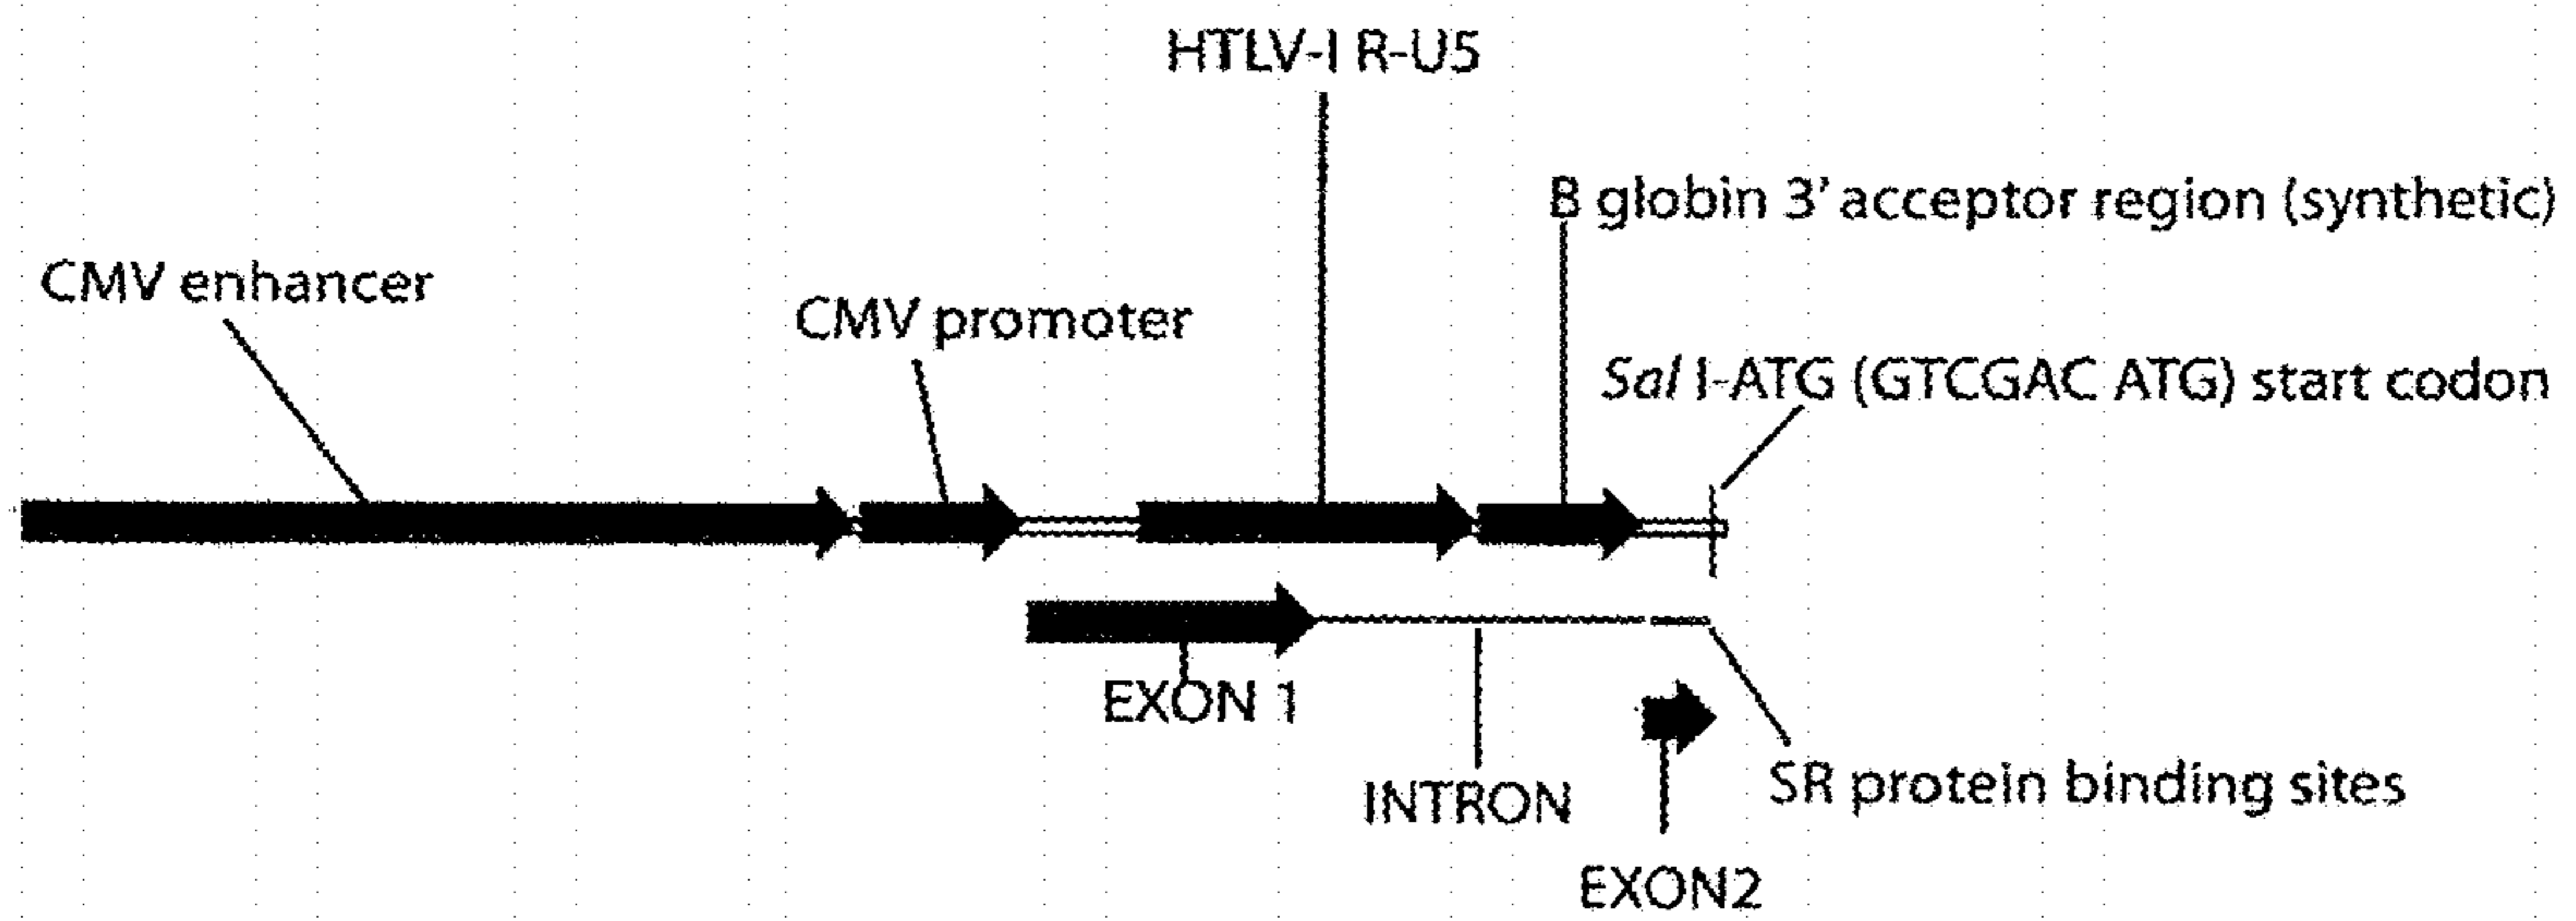 HTLV-I R-U5
B globin 3' acceptor region (synthetic)
CMV enhancer
CMV promoter
Sal I-ATG (GTCGAC ATG) start codon
EXON 1
INTRON
SR protein binding sites
EXON2